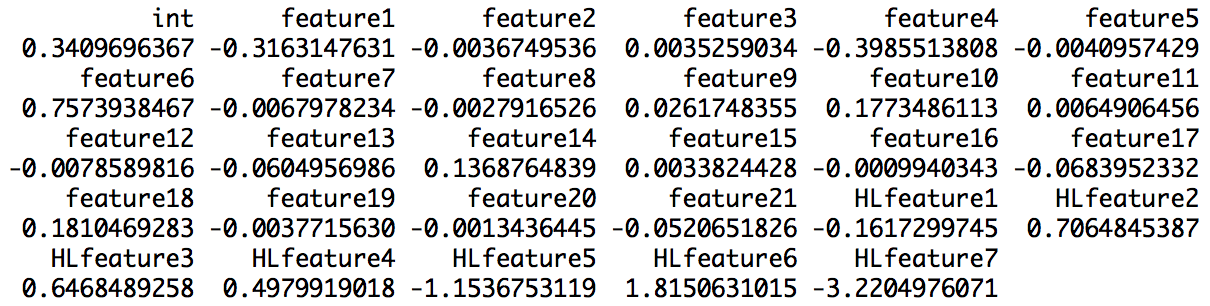 int feature1 feature2 feature3 feature4 feature5
0.3409696367 -0.3163147631 -0.0036749536 0.0035259034 -0.3985513808 -0.0040957429
feature6 feature7 feature8 feature9 feature10 feature11
0.7573938467 -0.0067978234 -0.0027916526 0.0261748355 0.1773486113 0.0064906456
feature12 feature13 feature14 feature15 feature16 feature17
-0.0078589816 -0.0604956986 0.1368764839 0.0033824428 -0.0009940343 -0.0683952332
feature18 feature19 feature20 feature21 HLfeature1 HLfeature2
0.1810469283 -0.0037715630 -0.0013436445 -0.0520651826 -0.1617299745 0.7064845387
HLfeature3 HLfeature4 HLfeature5 HLfeature6 HLfeature7
0.6468489258 0.4979919018 -1.1536753119 1.8150631015 -3.2204976071